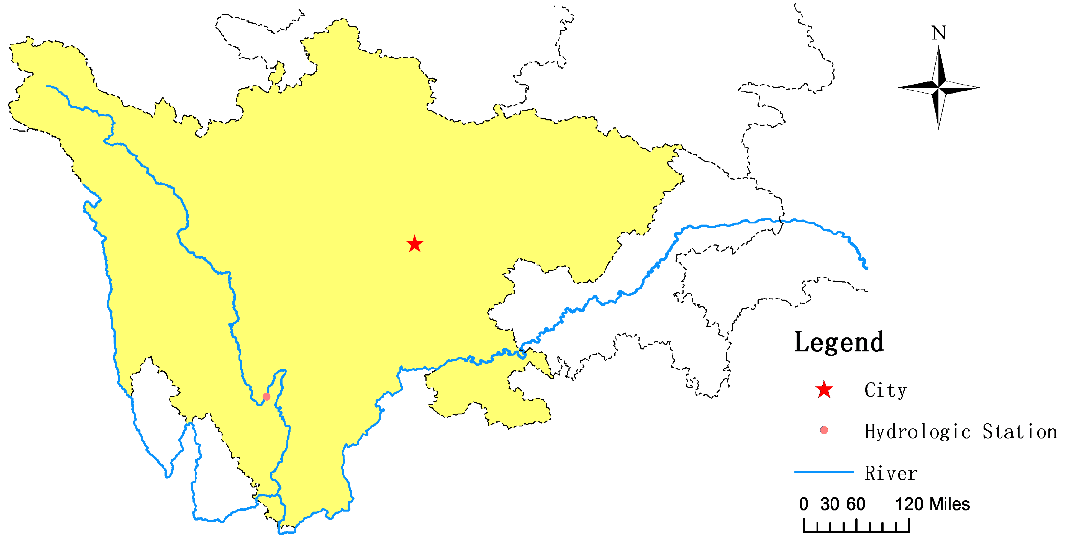 N
Legend
City
Hydrologic Station
River
0 30 60 120 Miles